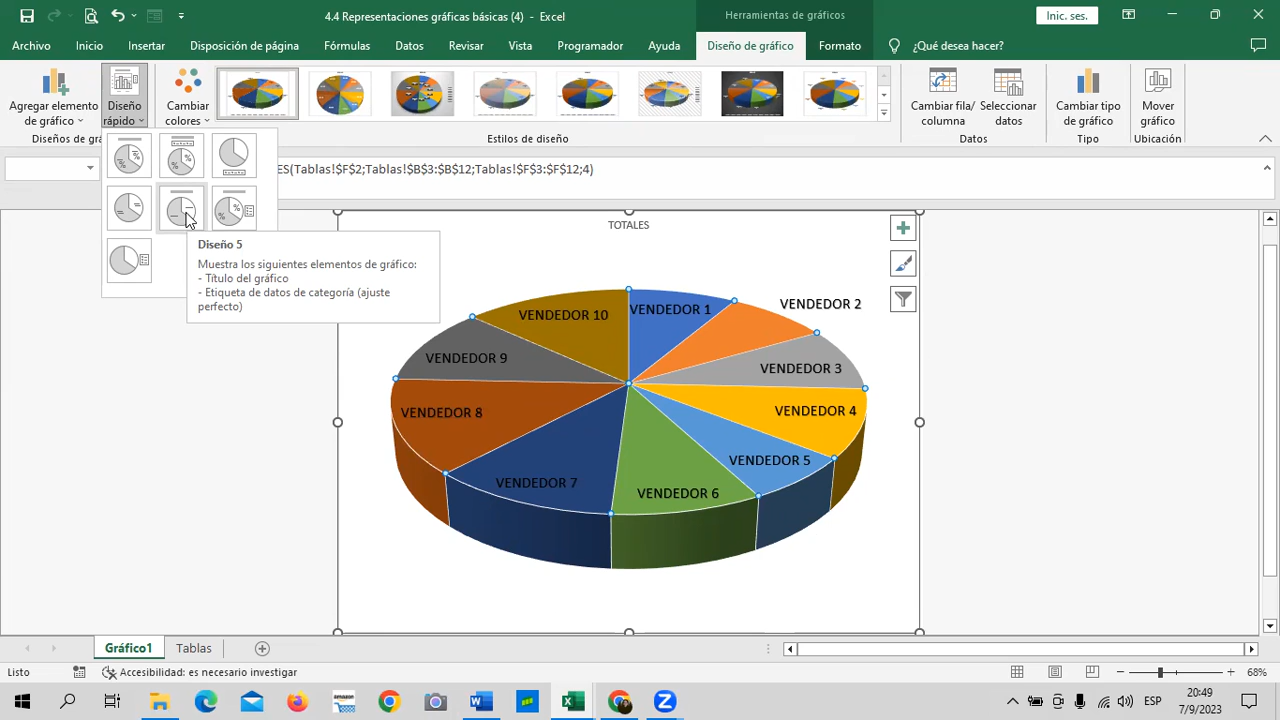 4.4 Representaciones gráficas básicas (4) - Excel
Herramientas de gráfico
Inic. ses.
Archivo Inicio Insertar Disposición de página Fórmulas Datos Revisar Vista Programador Ayuda Diseño de gráfico Formato ¿Qué desea hacer?
Agregar elemento de gráfico
Diseño rápido
Cambiar colores
Cambiar fila/ columna
Seleccionar datos
Cambiar tipo de gráfico
Mover gráfico
Diseños de grá
Estilos de diseño
Datos
Tipo
Ubicación
ES(Tablas!$F$2;Tablas!$B$3:$B$12;Tablas!$F$3:$F$12;4)
Diseño 5
Muestra los siguientes elementos de gráfico:
- Título del gráfico
- Etiqueta de datos de categoría (ajuste
perfecto)
TOTALES
VENDEDOR 1
VENDEDOR 2
VENDEDOR 3
VENDEDOR 4
VENDEDOR 5
VENDEDOR 6
VENDEDOR 7
VENDEDOR 8
VENDEDOR 9
VENDEDOR 10
Gráfico1 Tablas
Listo
Accesibilidad: es necesario investigar
68%
ESP
20:49
7/9/2023